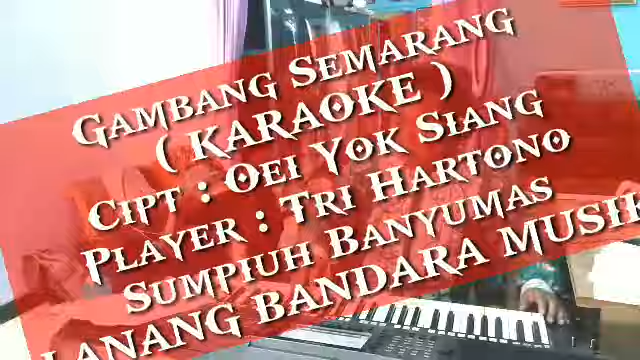 GAMBANG SEMARANG
( KARAOKE )
CIPT : OEI YOK SIANG
PLAYER : TRI HARTONO
SUMPIUH BANYUMAS
LANANG BANDARA MUSIK